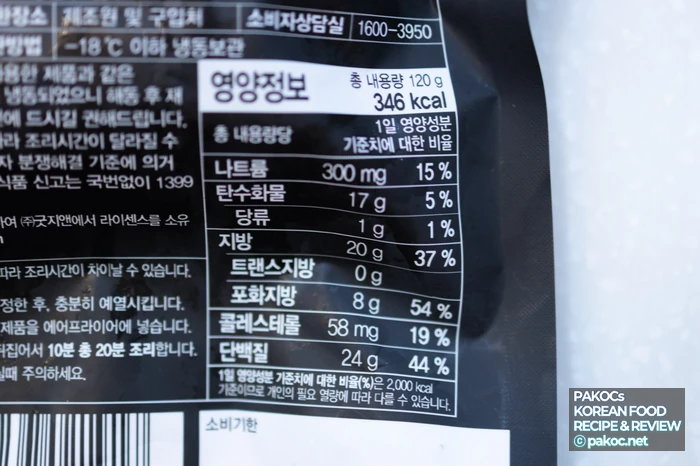 제조원 및 구입처 소비자상담실 1600-3950
-18℃ 이하 냉동보관
제품과 같은
냉동되었으니 해동 후 재
드시길 권해드립니다.
조리시간이 달라질 수
분쟁해결 기준에 의거
식품 신고는 국번없이 1399
㈜굿지앤에서 라이센스를 소유
따라 조리시간이 차이날 수 있습니다.
정한 후, 충분히 예열시킵니다.
제품을 에어프라이어에 넣습니다.
뒤집어서 10분 총 20분 조리합니다.
주의하세요.
영양정보 총 내용량 120 g
346 kcal
총 내용량당 1일 영양성분
기준치에 대한 비율
나트륨 300 mg 15 %
탄수화물 17 g 5 %
당류 1 g 1 %
지방 20 g 37 %
트랜스지방 0 g
포화지방 8 g 54 %
콜레스테롤 58 mg 19 %
단백질 24 g 44 %
1일 영양성분 기준치에 대한 비율(%)은 2,000 kcal
기준이므로 개인의 필요 열량에 따라 다를 수 있습니다.
소비기한
PAKOCs
KOREAN FOOD
RECIPE & REVIEW
© pakoc.net